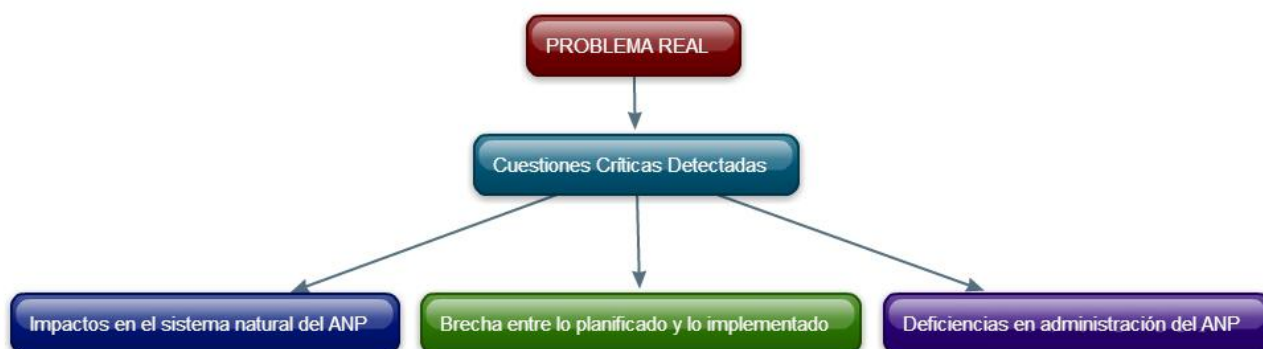 PROBLEMA REAL
Cuestiones Críticas Detectadas
Impactos en el sistema natural del ANP
Brecha entre lo planificado y lo implementado
Deficiencias en administración del ANP